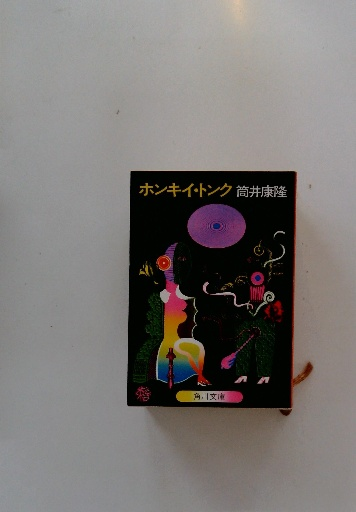 ホンキイ・トンク 筒井康隆
角川文庫